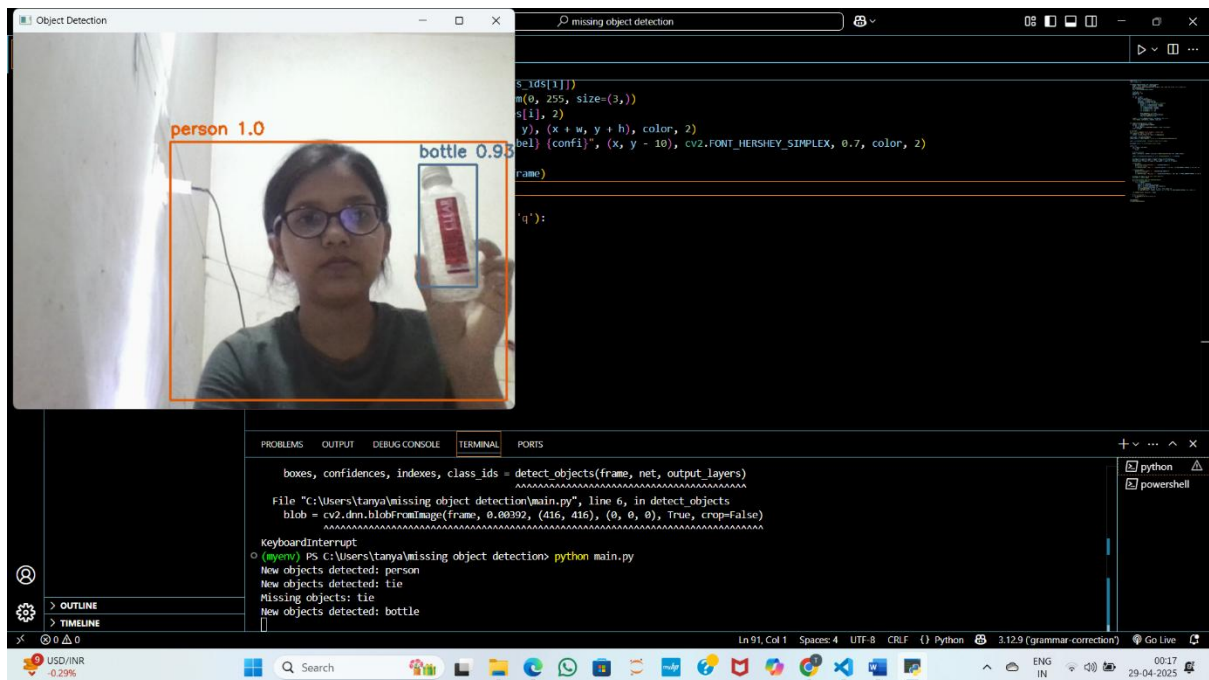 Object Detection
missing object detection
person 1.0
bottle 0.93
s_ids[i]])
m(0, 255, size=(3,))
s[i], 2)
y), (x + w, y + h), color, 2)
bel} {confi}", (x, y - 10), cv2.FONT_HERSHEY_SIMPLEX, 0.7, color, 2)
rame)
'q'):
PROBLEMS OUTPUT DEBUG CONSOLE TERMINAL PORTS
boxes, confidences, indexes, class_ids = detect_objects(frame, net, output_layers)
File "C:\Users\tanya\missing object detection\main.py", line 6, in detect_objects
blob = cv2.dnn.blobFromImage(frame, 0.00392, (416, 416), (0, 0, 0), True, crop=False)
KeyboardInterrupt
(myenv) PS C:\Users\tanya\missing object detection> python main.py
New objects detected: person
New objects detected: tie
Missing objects: tie
New objects detected: bottle
python
powershell
OUTLINE
TIMELINE
0 0
Ln 91, Col 1 Spaces: 4 UTF-8 CRLF {} Python 3.12.9 ('grammar-correction') Go Live
9
USD/INR
-0.29%
Search
ENG
IN
00:17
29-04-2025